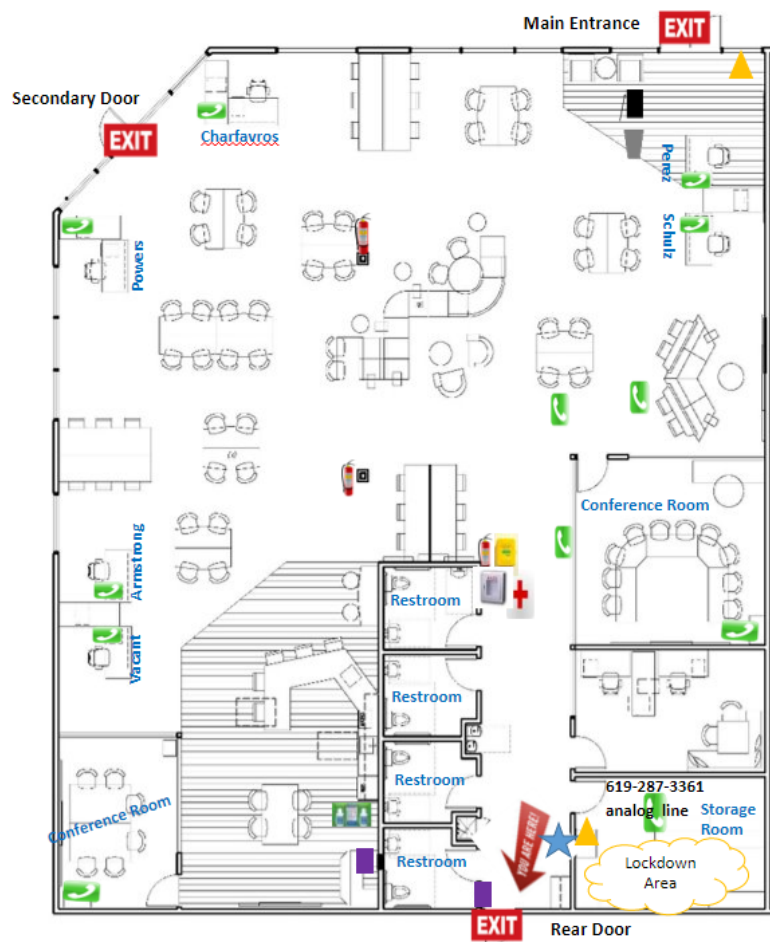 Main Entrance
EXIT
Secondary Door
EXIT
Charfavros
Perez
Schulz
Powers
Conference Room
Armstrong
Restroom
Vacant
Restroom
Restroom
619-287-3361
analog line
Storage
Room
Conference Room
YOU ARE HERE!
Restroom
Lockdown
Area
EXIT
Rear Door